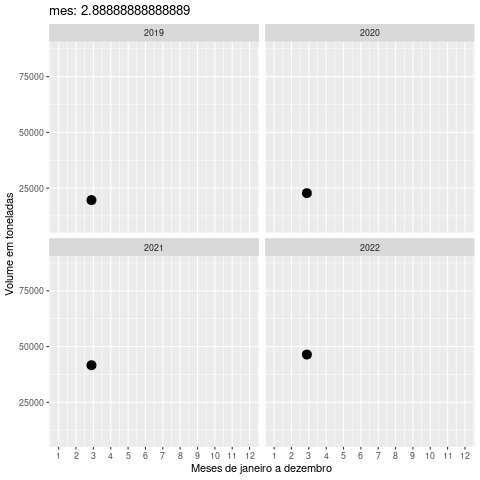 mes: 2.88888888888889
2019 2020
75000
50000
25000
Volume em toneladas
2021 2022
75000
50000
25000
1 2 3 4 5 6 7 8 9 10 11 12 1 2 3 4 5 6 7 8 9 10 11 12
Meses de janeiro a dezembro